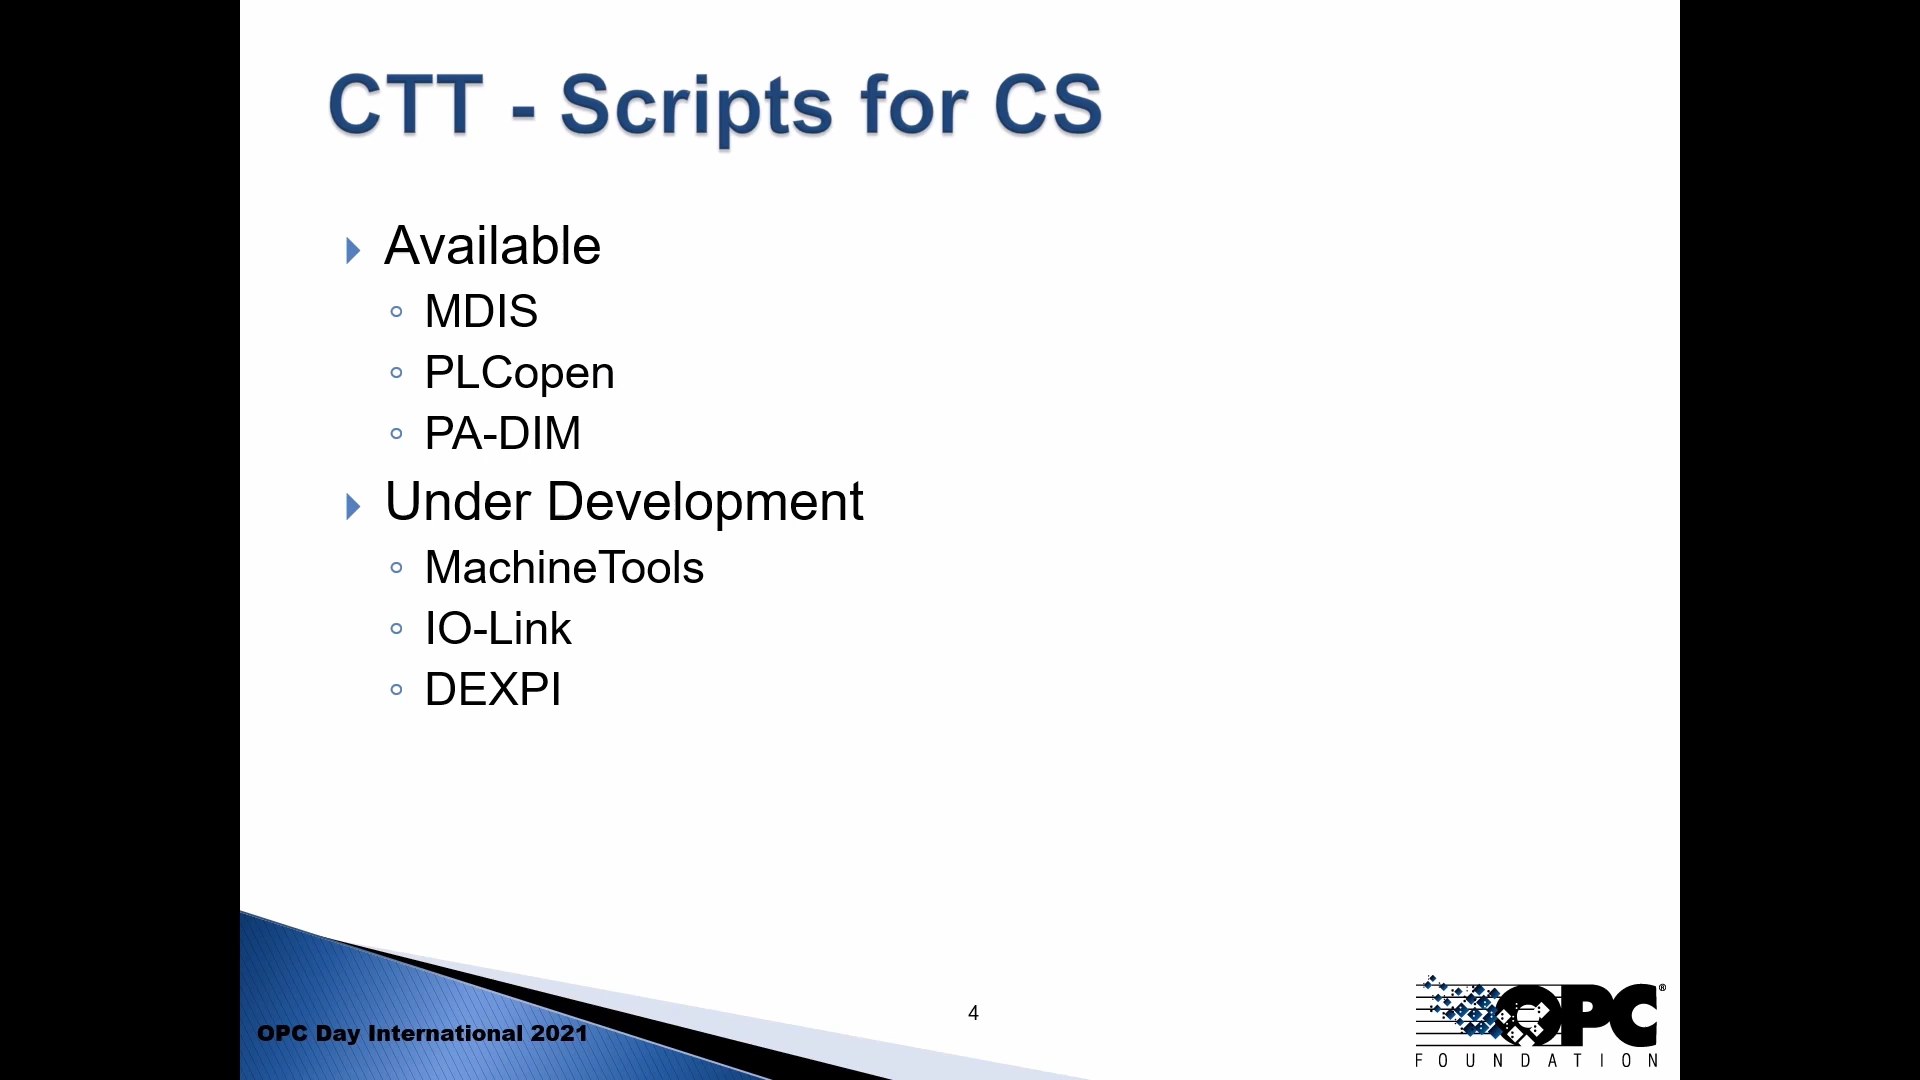 CTT - Scripts for CS
Available
MDIS
PLCopen
PA-DIM
Under Development
MachineTools
IO-Link
DEXPI
OPC Day International 2021
4
OPC®
FOUNDATION